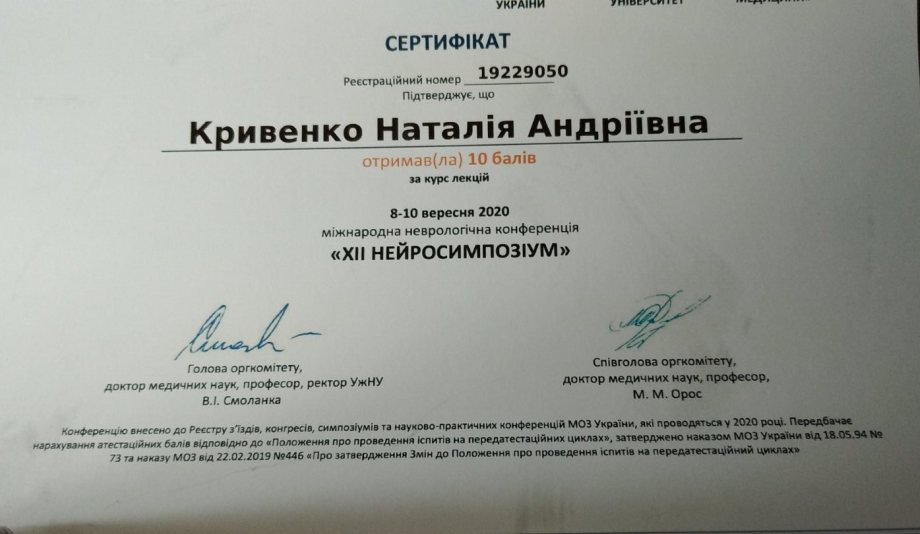 УКРАЇНИ УНІВЕРСИТЕТ
СЕРТИФІКАТ
Реєстраційний номер 19229050
Підтверджує, що
Кривенко Наталія Андріївна
отримав(ла) 10 балів
за курс лекцій
8-10 вересня 2020
міжнародна неврологічна конференція
«XII НЕЙРОСИМПОЗІУМ»
Голова оргкомітету,
доктор медичних наук, професор, ректор УжНУ
В.І. Смоланка
Співголова оргкомітету,
доктор медичних наук, професор,
М. М. Орос
Конференцію внесено до Реєстру з’їздів, конгресів, симпозіумів та науково-практичних конференцій МОЗ України, які проводяться у 2020 році. Передбачає
нарахування атестаційних балів відповідно до «Положення про проведення іспитів на передатестаційних циклах», затверджено наказом МОЗ України від 18.05.94 №
73 та наказу МОЗ від 22.02.2019 №446 «Про затвердження Змін до Положення про проведення іспитів на передатестаційний циклах»